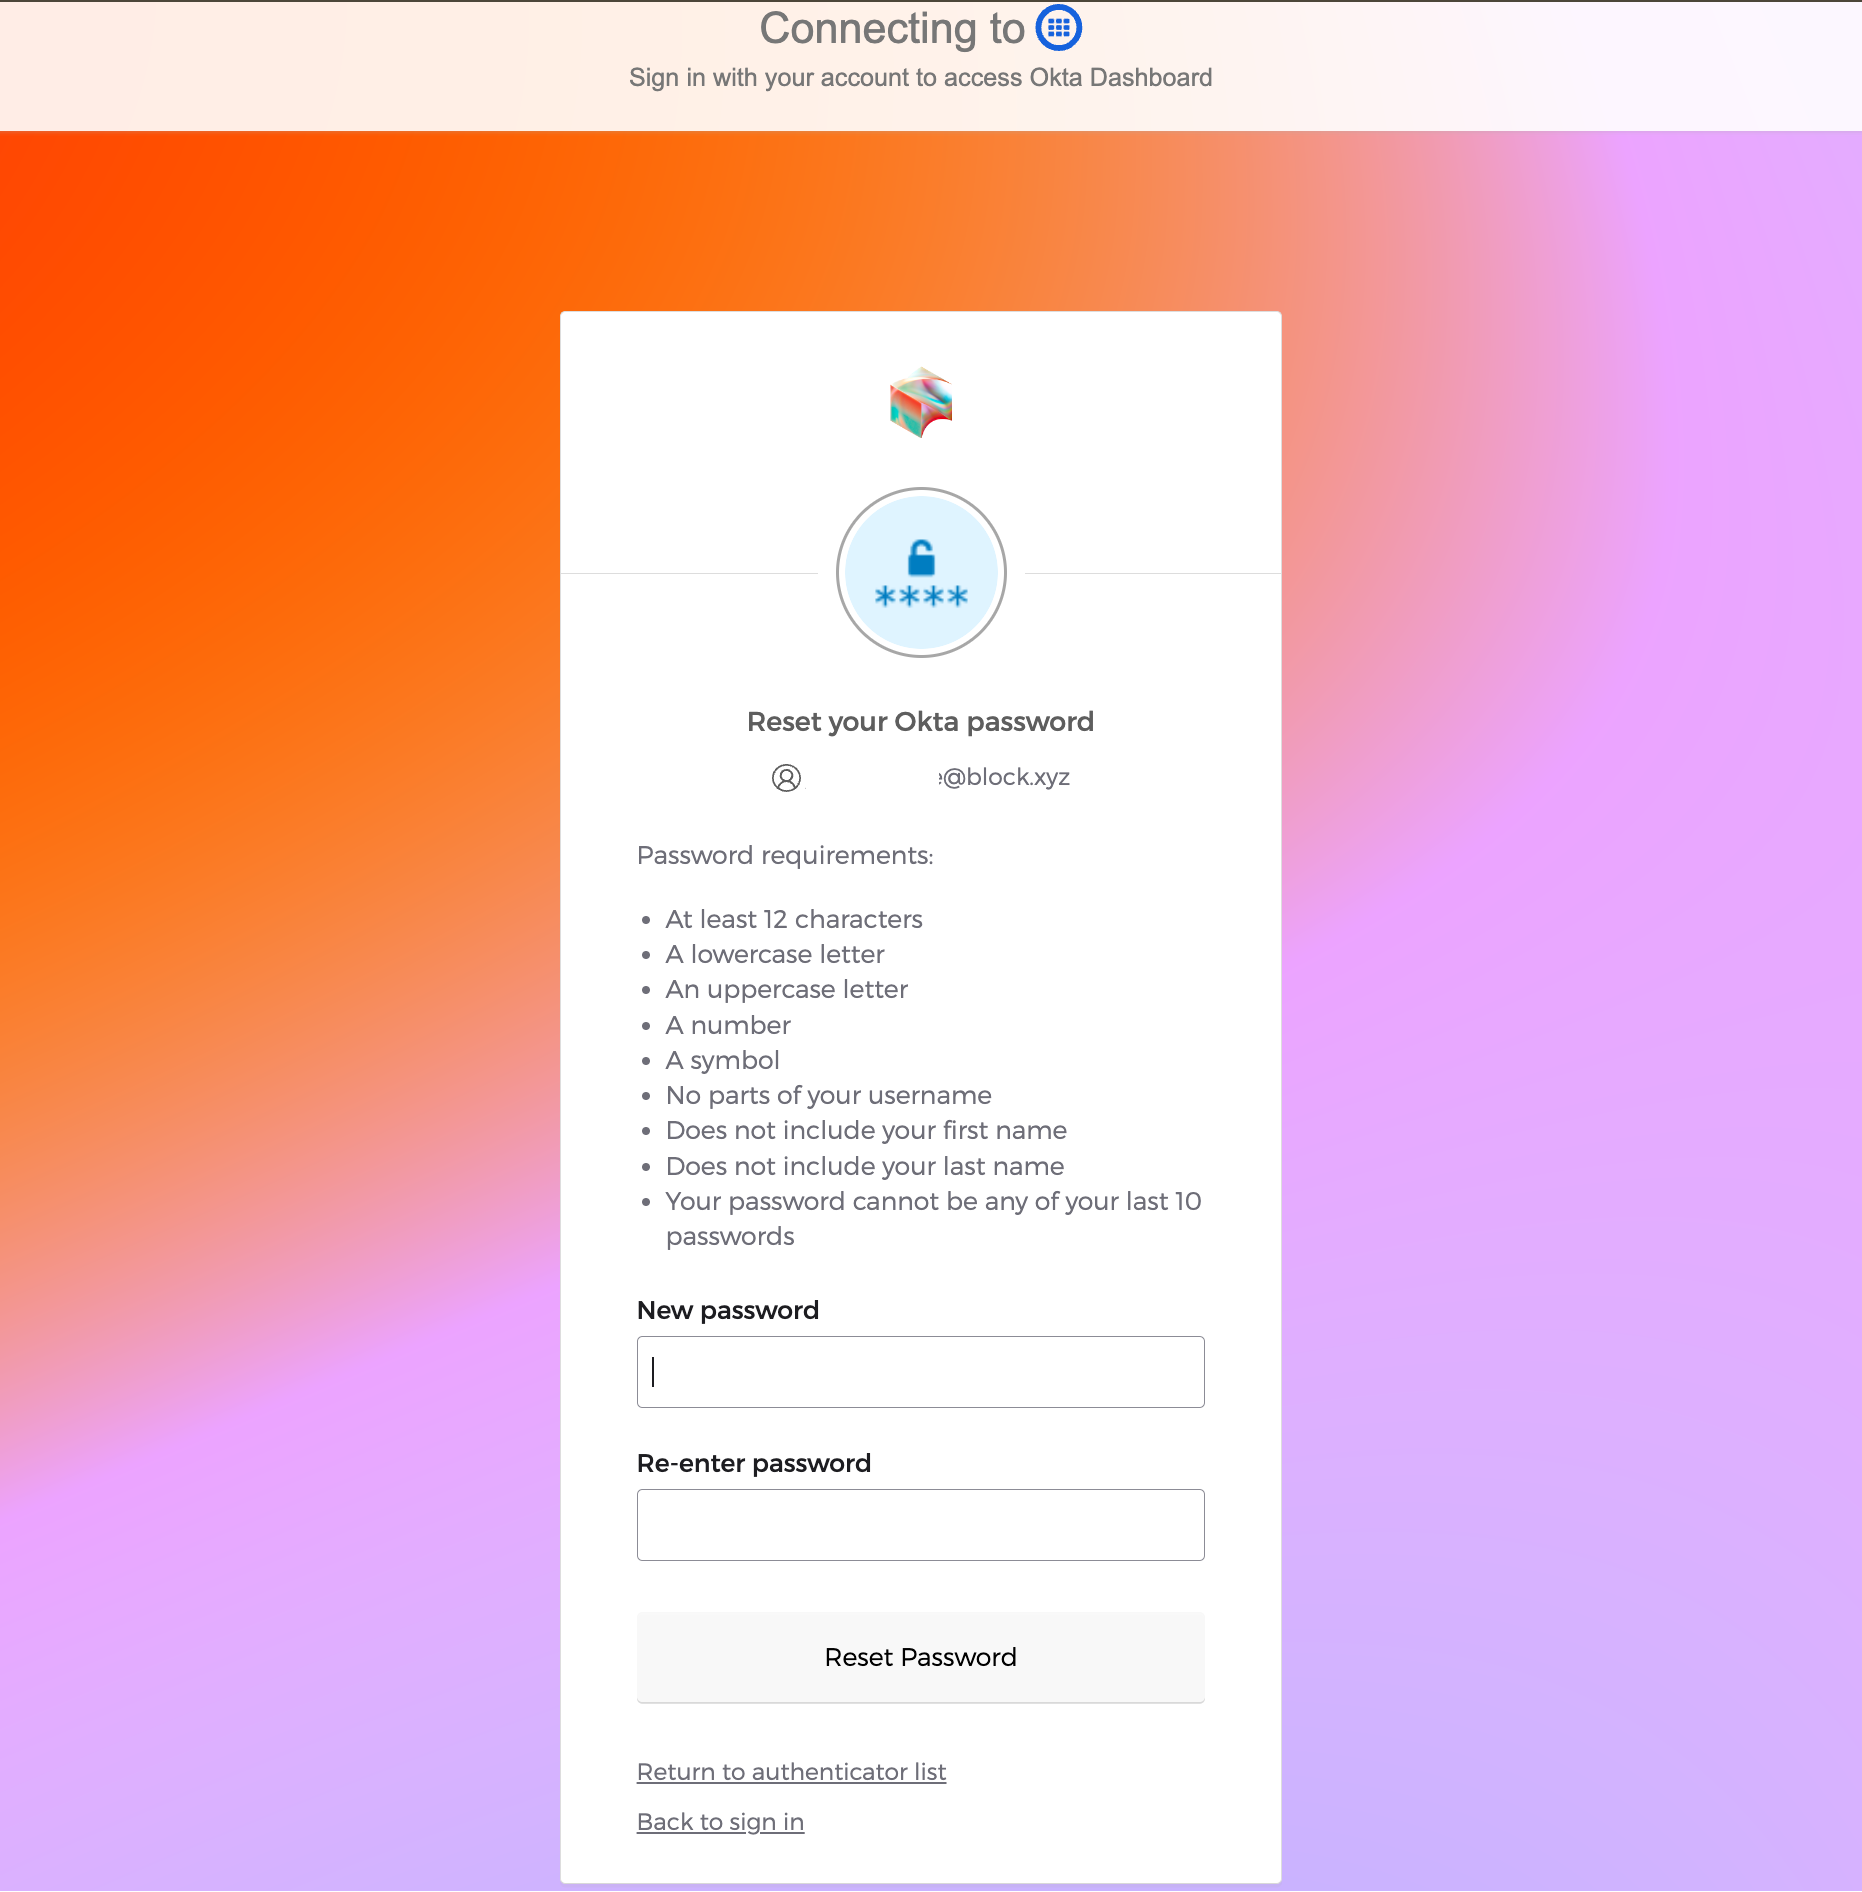 Connecting to
Sign in with your account to access Okta Dashboard
****
Reset your Okta password
@block.xyz
Password requirements:
• At least 12 characters
• A lowercase letter
• An uppercase letter
• A number
• A symbol
• No parts of your username
• Does not include your first name
• Does not include your last name
• Your password cannot be any of your last 10
passwords
New password
Re-enter password
Reset Password
Return to authenticator list
Back to sign in